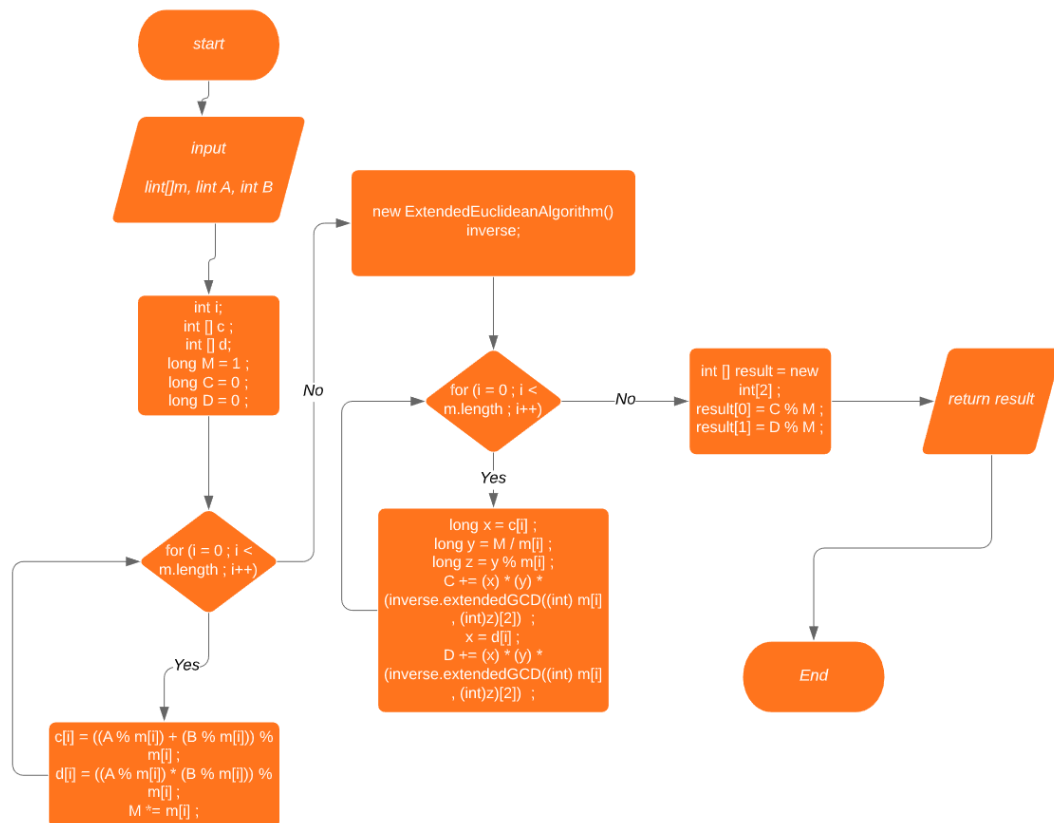 start
input
lint[]m, lint A, int B
int i;
int [] c ;
int [] d;
long M = 1 ;
long C = 0 ;
long D = 0 ;
for (i = 0 ; i <
m.length ; i++)
Yes
c[i] = ((A % m[i]) + (B % m[i])) %
m[i] ;
d[i] = ((A % m[i]) * (B % m[i])) %
m[i] ;
M *= m[i] ;
No
new ExtendedEuclideanAlgorithm()
inverse;
for (i = 0 ; i <
m.length ; i++)
Yes
long x = c[i] ;
long y = M / m[i] ;
long z = y % m[i] ;
C += (x) * (y) *
(inverse.extendedGCD((int) m[i]
, (int)z)[2]) ;
x = d[i] ;
D += (x) * (y) *
(inverse.extendedGCD((int) m[i]
, (int)z)[2]) ;
No
int [] result = new
int[2] ;
result[0] = C % M ;
result[1] = D % M ;
return result
End